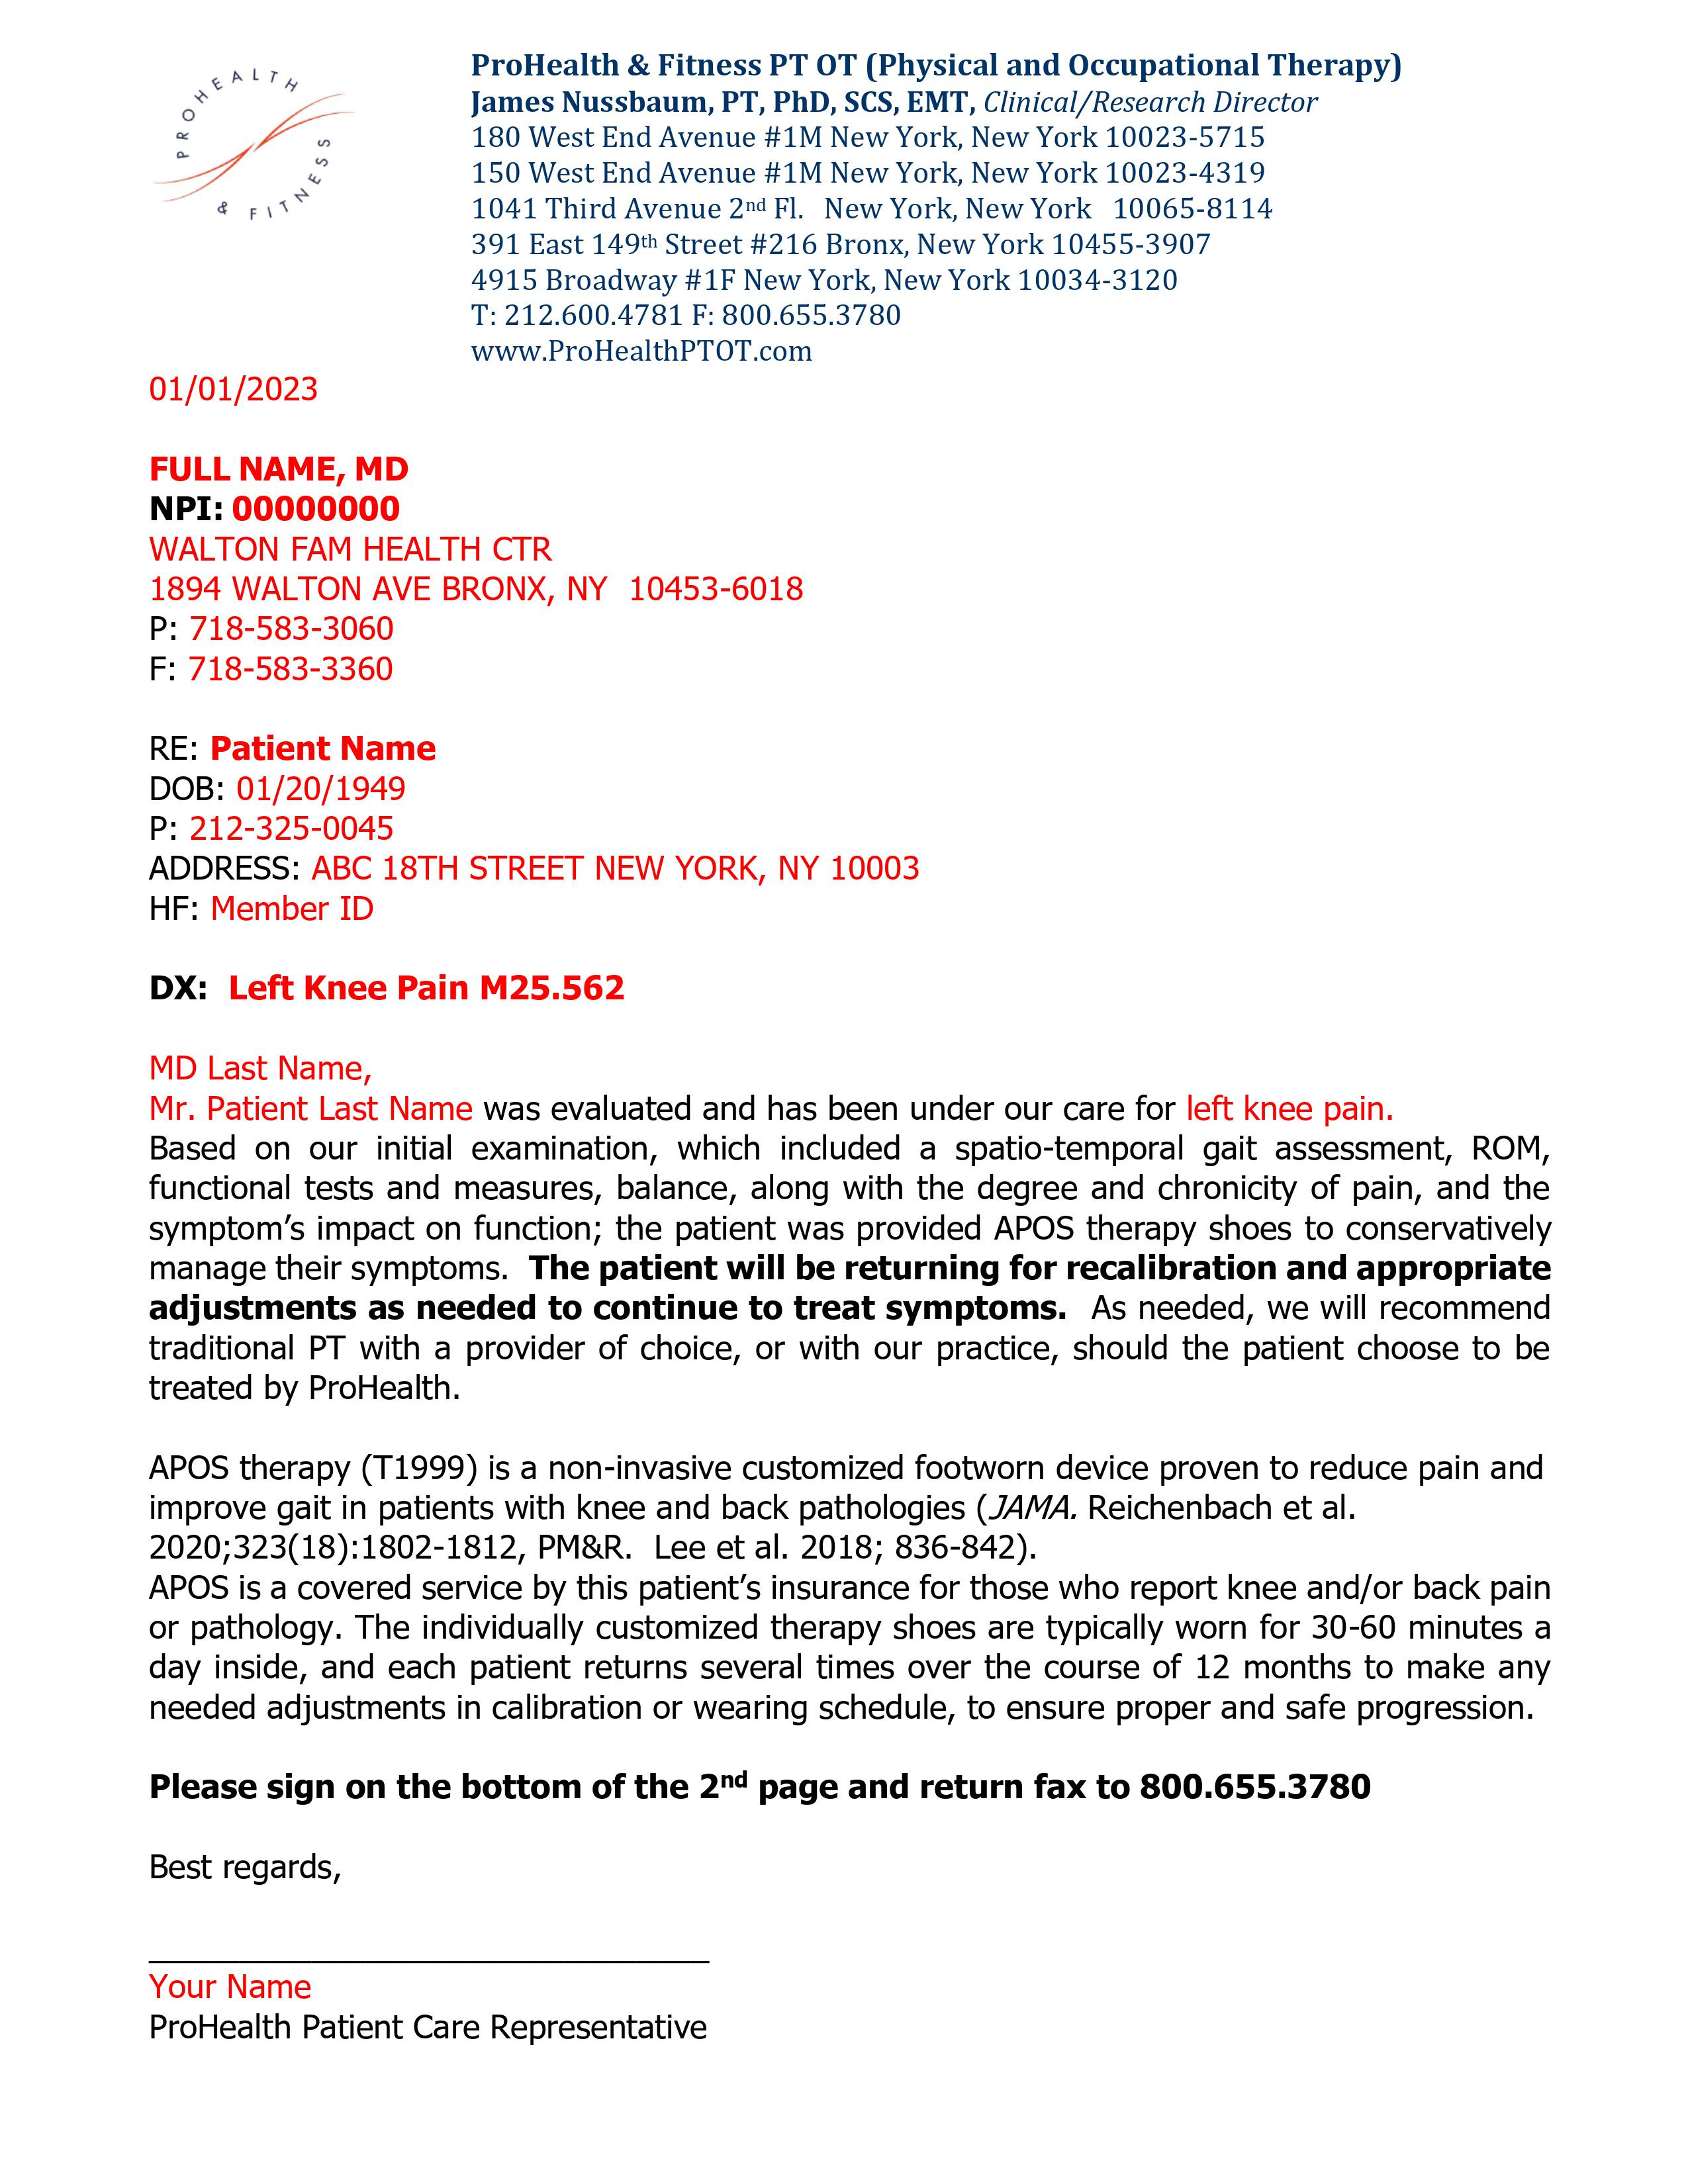 PROHEALTH
& FITNESS
ProHealth & Fitness PT OT (Physical and Occupational Therapy)
James Nussbaum, PT, PhD, SCS, EMT, Clinical/Research Director
180 West End Avenue #1M New York, New York 10023-5715
150 West End Avenue #1M New York, New York 10023-4319
1041 Third Avenue 2nd Fl.   New York, New York   10065-8114
391 East 149th Street #216 Bronx, New York 10455-3907
4915 Broadway #1F New York, New York 10034-3120
T: 212.600.4781 F: 800.655.3780
www.ProHealthPTOT.com
01/01/2023
FULL NAME, MD
NPI: 00000000
WALTON FAM HEALTH CTR
1894 WALTON AVE BRONX, NY  10453-6018
P: 718-583-3060
F: 718-583-3360
RE: Patient Name
DOB: 01/20/1949
P: 212-325-0045
ADDRESS: ABC 18TH STREET NEW YORK, NY 10003
HF: Member ID
DX:  Left Knee Pain M25.562
MD Last Name,
Mr. Patient Last Name was evaluated and has been under our care for left knee pain.
Based on our initial examination, which included a spatio-temporal gait assessment, ROM,
functional tests and measures, balance, along with the degree and chronicity of pain, and the
symptom's impact on function; the patient was provided APOS therapy shoes to conservatively
manage their symptoms.  The patient will be returning for recalibration and appropriate
adjustments as needed to continue to treat symptoms.  As needed, we will recommend
traditional PT with a provider of choice, or with our practice, should the patient choose to be
treated by ProHealth.
APOS therapy (T1999) is a non-invasive customized footworn device proven to reduce pain and
improve gait in patients with knee and back pathologies (JAMA. Reichenbach et al.
2020;323(18):1802-1812, PM&R.  Lee et al. 2018; 836-842).
APOS is a covered service by this patient's insurance for those who report knee and/or back pain
or pathology. The individually customized therapy shoes are typically worn for 30-60 minutes a
day inside, and each patient returns several times over the course of 12 months to make any
needed adjustments in calibration or wearing schedule, to ensure proper and safe progression.
Please sign on the bottom of the 2nd page and return fax to 800.655.3780
Best regards,
Your Name
ProHealth Patient Care Representative